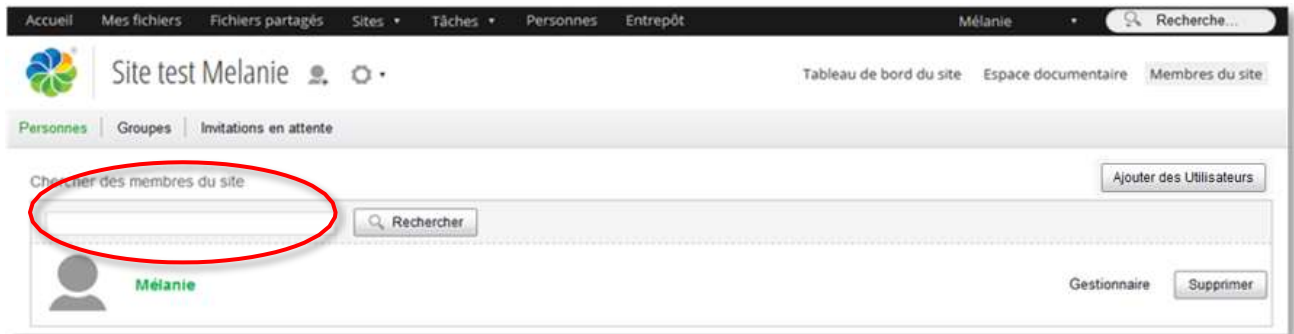 Accueil Mes fichiers Fichiers partagés Sites Tâches Personnes Entrepôt Mélanie Recherche...
Site test Melanie Tableau de bord du site Espace documentaire Membres du site
Personnes Groupes Invitations en attente
Chercher des membres du site Ajouter des Utilisateurs
Rechercher
Mélanie Gestionnaire Supprimer